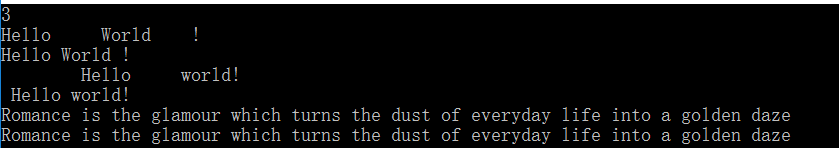 3
Hello     World    !
Hello World !
        Hello     world!
 Hello world!
Romance is the glamour which turns the dust of everyday life into a golden daze
Romance is the glamour which turns the dust of everyday life into a golden daze